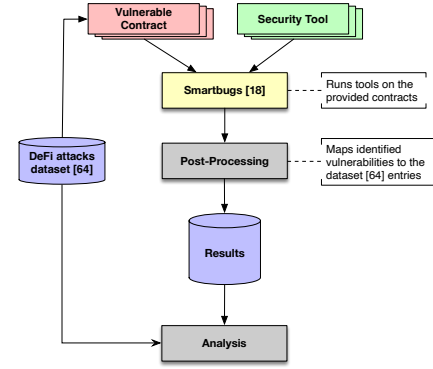 Vulnerable
Contract
Security Tool
Smartbugs [18]
Runs tools on the
provided contracts
DeFi attacks
dataset [64]
Post-Processing
Maps identified
vulnerabilities to the
dataset [64] entries
Results
Analysis